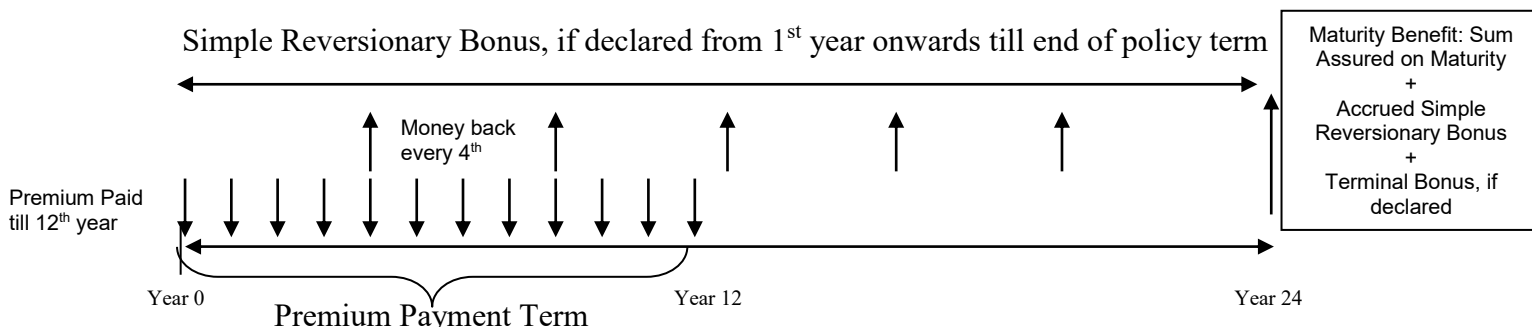 Simple Reversionary Bonus, if declared from 1st year onwards till end of policy term
Maturity Benefit: Sum
Assured on Maturity
+
Accrued Simple
Reversionary Bonus
+
Terminal Bonus, if
declared
Money back
every 4th
Premium Paid
till 12th year
Year 0
Year 12
Year 24
Premium Payment Term